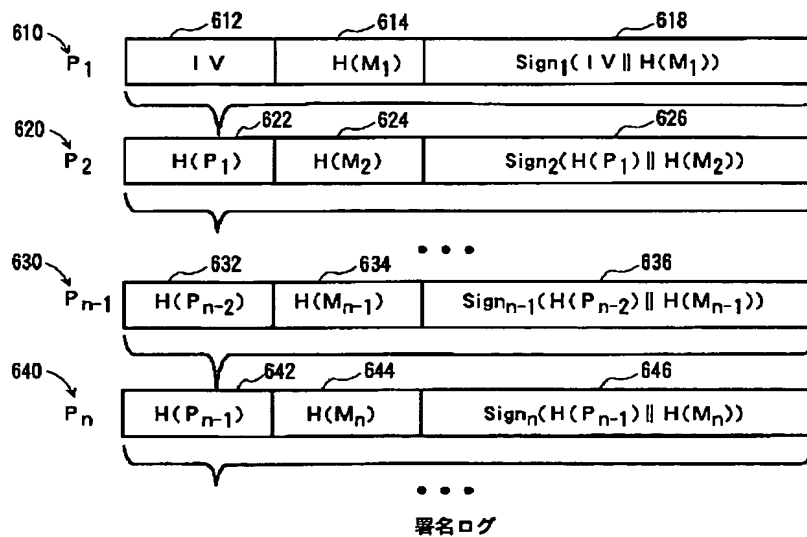 612 614 618
610 P1 IV H(M1) Sign1(IV || H(M1))
620 622 624 626
P2 H(P1) H(M2) Sign2(H(P1) || H(M2))
• • •
630 632 634 636
Pn-1 H(Pn-2) H(Mn-1) Signn-1(H(Pn-2) || H(Mn-1))
640 642 644 646
Pn H(Pn-1) H(Mn) Signn(H(Pn-1) || H(Mn))
• • •
署名ログ